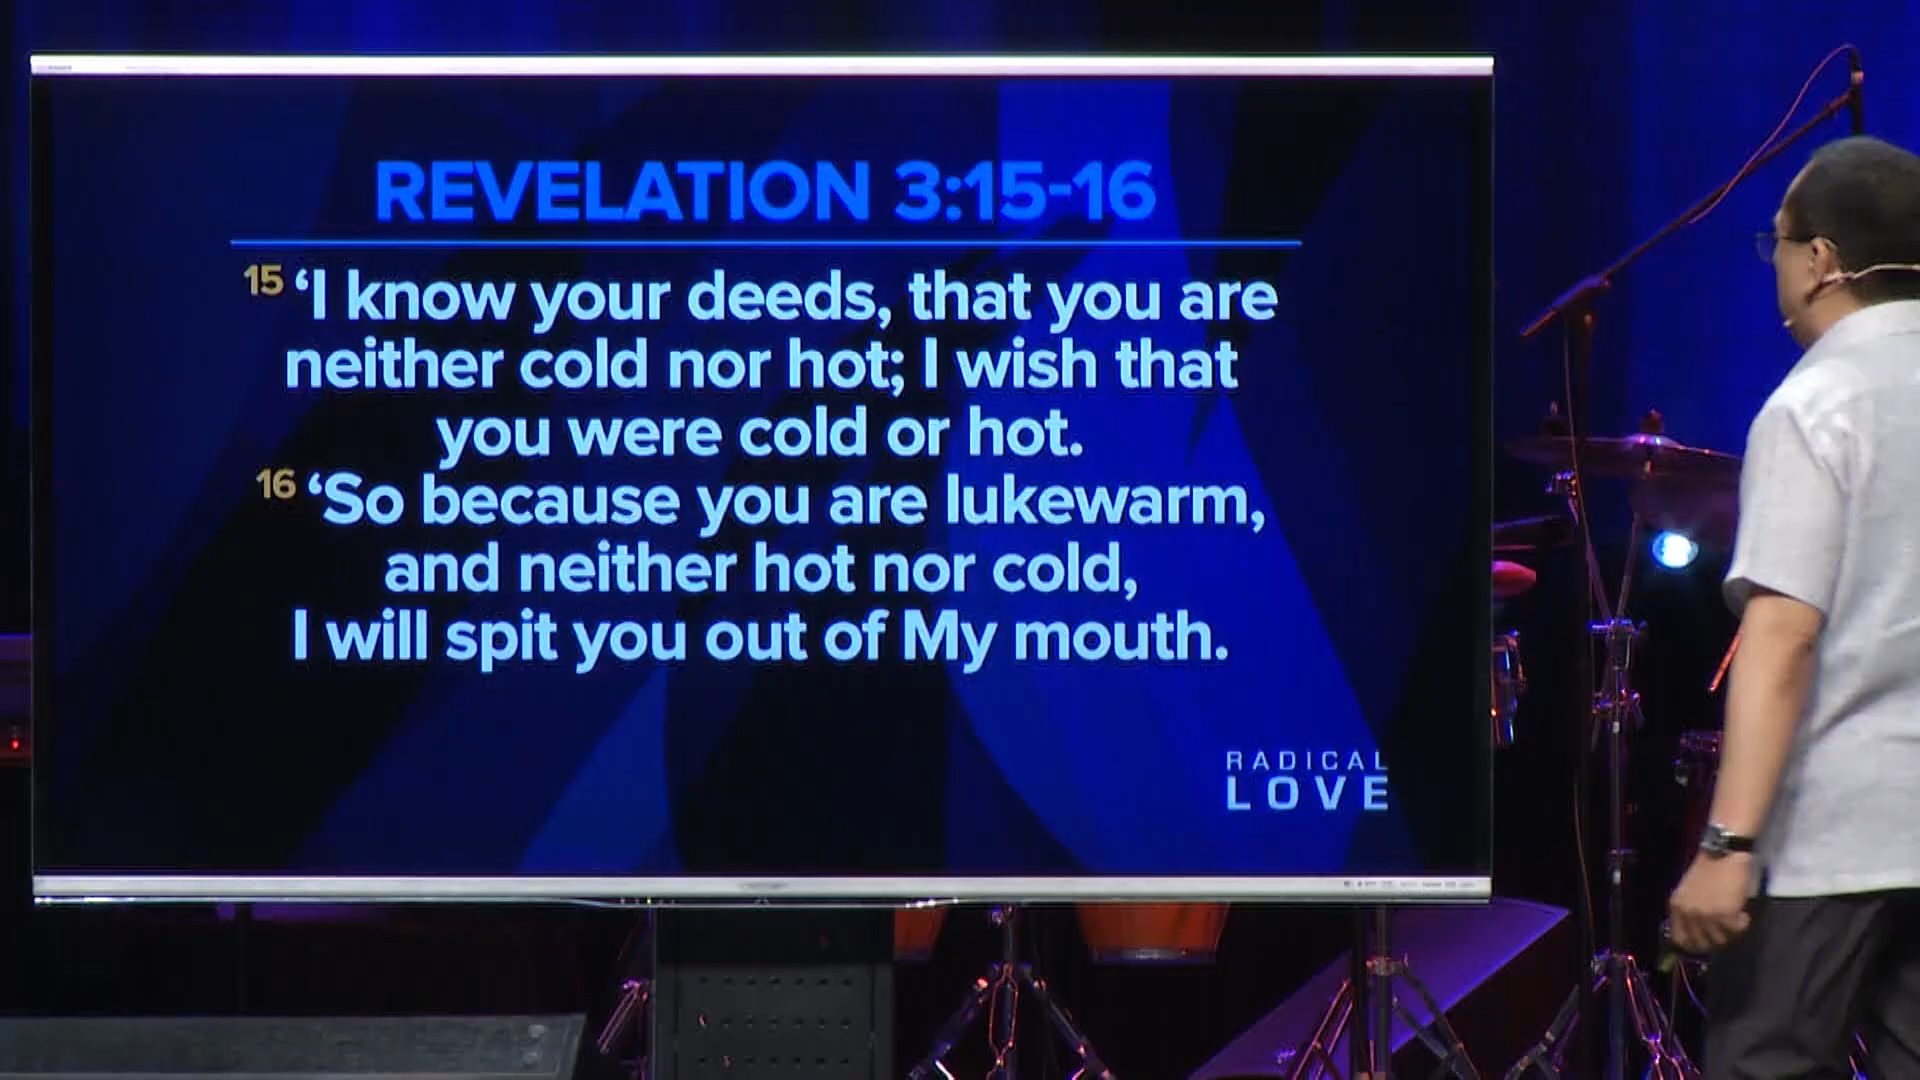 REVELATION 3:15-16
15 ‘I know your deeds, that you are
neither cold nor hot; I wish that
you were cold or hot.
16 ‘So because you are lukewarm,
and neither hot nor cold,
I will spit you out of My mouth.
RADICAL
LOVE